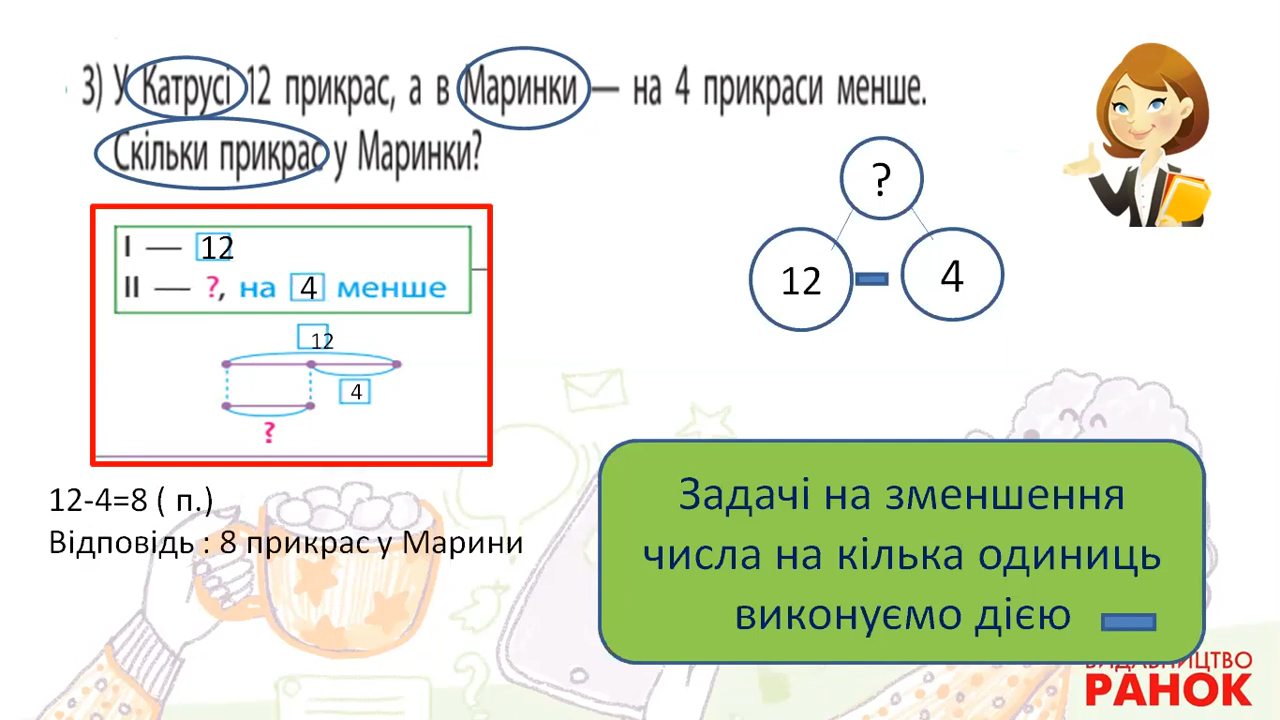 3) У Катрусі 12 прикрас, а в Маринки — на 4 прикраси менше.
Скільки прикрас у Маринки?
I — 12
II — ?, на 4 менше
12
4
?
?
12 - 4
12-4=8 ( п.)
Відповідь : 8 прикрас у Марини
Задачі на зменшення
числа на кілька одиниць
виконуємо дією -
ВИДАВНИЦТВО
РАНОК